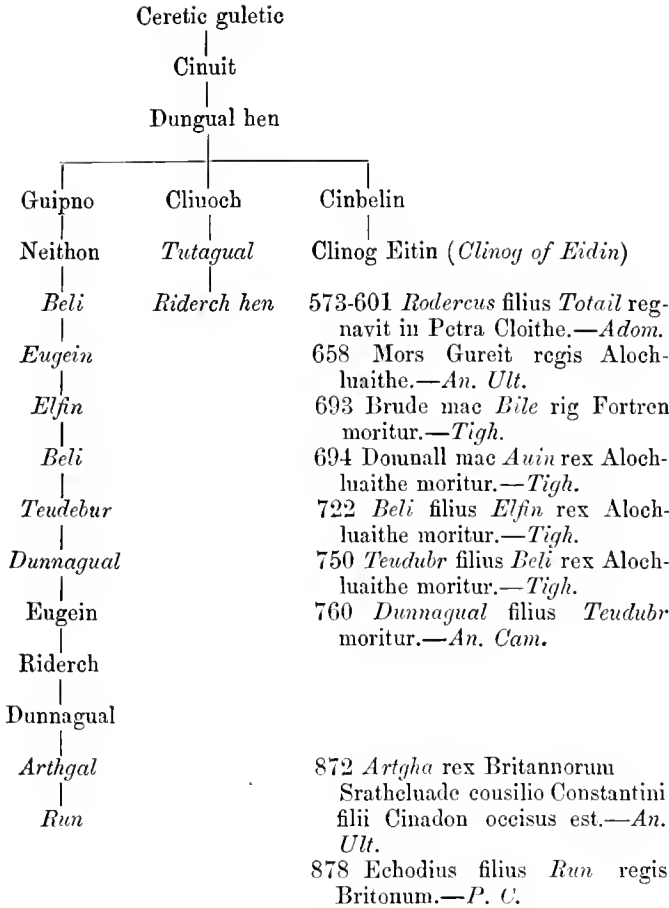 Ceretic guletic
Cinuit
Dungual hen
Guipno Cliuoch Cinbelin
Neithon Tutagual Clinog Eitin (Clinog of Eidin)
Beli Riderch hen 573-601 Rodercus filius Totail reg-
navit in Petra Cloithe.—Adom.
Eugein 658 Mors Gureit regis Aloch-
luaithe.—An. Ult.
Elfin 693 Brude mac Bile rig Fortren
moritur.—Tigh.
Beli 694 Domnall mac Auin rex Aloch-
luaithe moritur.—Tigh.
Teudebur 722 Beli filius Elfin rex Aloch-
luaithe moritur.—Tigh.
Dunnagual 750 Teudubr filius Beli rex Aloch-
luaithe moritur.—Tigh.
Eugein 760 Dunnagual filius Teudubr
moritur.—An. Cam.
Riderch
Dunnagual
Arthgal 872 Artgha rex Britannorum
Srathcluade cousilio Constantini
Run filii Cinadon occisus est.—An.
Ult.
878 Echodius filius Run regis
Britonum.—P. C.